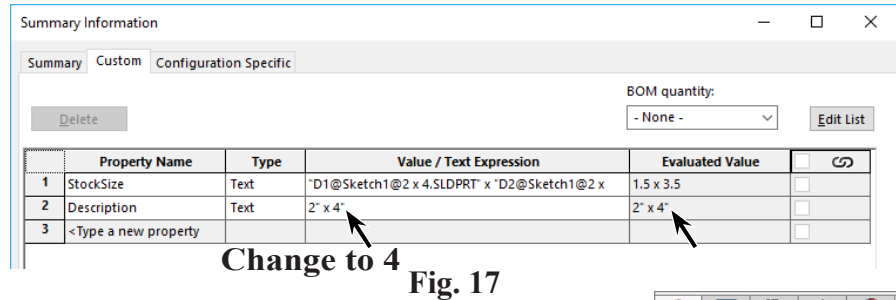 Summary Information
Summary Custom Configuration Specific
BOM quantity:
Delete - None - Edit List
Property Name Type Value / Text Expression Evaluated Value
1 StockSize Text "D1@Sketch1@2 x 4.SLDPRT" x "D2@Sketch1@2 x 1.5 x 3.5
2 Description Text 2" x 4" 2" x 4"
3 <Type a new property
Change to 4
Fig. 17